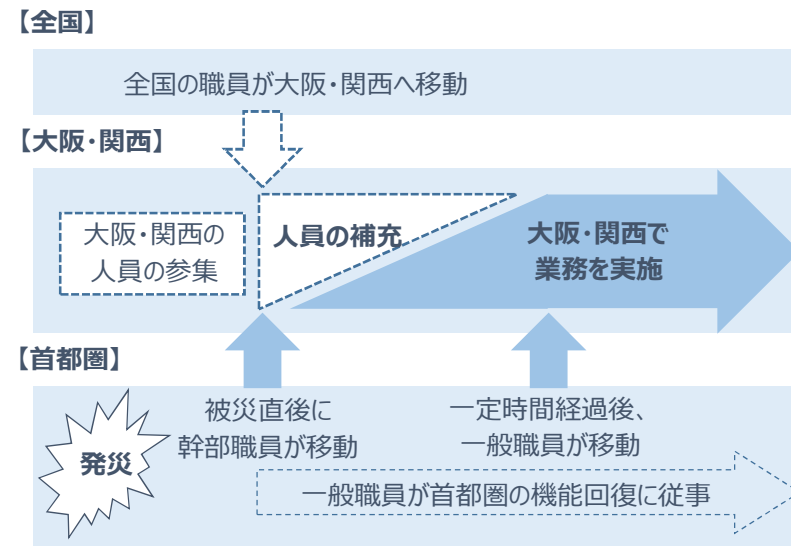 【全国】
全国の職員が大阪・関西へ移動
【大阪・関西】
大阪・関西の
人員の参集
人員の補充
大阪・関西で
業務を実施
【首都圏】
発災
被災直後に
幹部職員が移動
一定時間経過後、
一般職員が移動
一般職員が首都圏の機能回復に従事